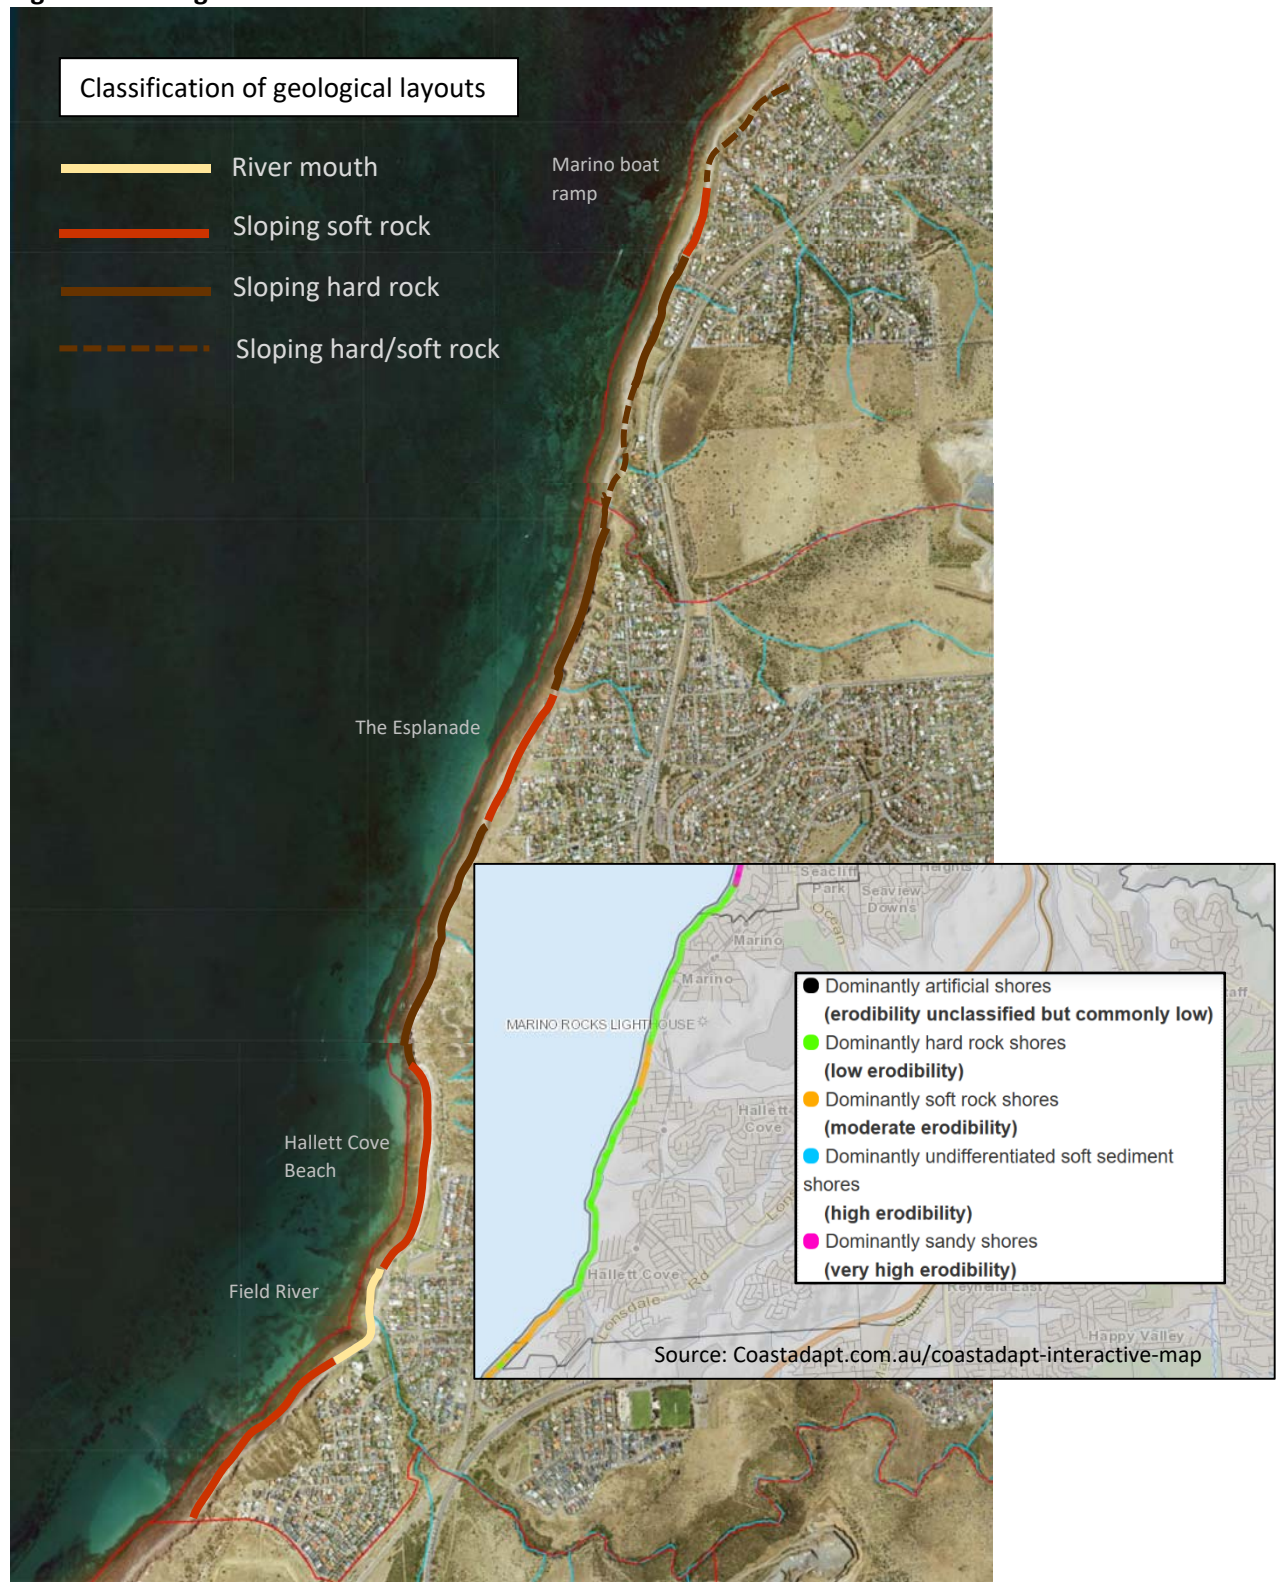 Classification of geological layouts
River mouth
Sloping soft rock
Sloping hard rock
Sloping hard/soft rock
Marino boat
ramp
The Esplanade
Hallett Cove
Beach
Field River
Seacliff
Park
Heights
Seaview
Downs
Ocean
Marino
Marino
MARINO ROCKS LIGHTHOUSE
Hallett
Cove
Hallett Cove
Lonsdale Rd
Reynella East
Happy Valley
Dominantly artificial shores
(erodibility unclassified but commonly low)
Dominantly hard rock shores
(low erodibility)
Dominantly soft rock shores
(moderate erodibility)
Dominantly undifferentiated soft sediment
shores
(high erodibility)
Dominantly sandy shores
(very high erodibility)
Source: Coastadapt.com.au/coastadapt-interactive-map